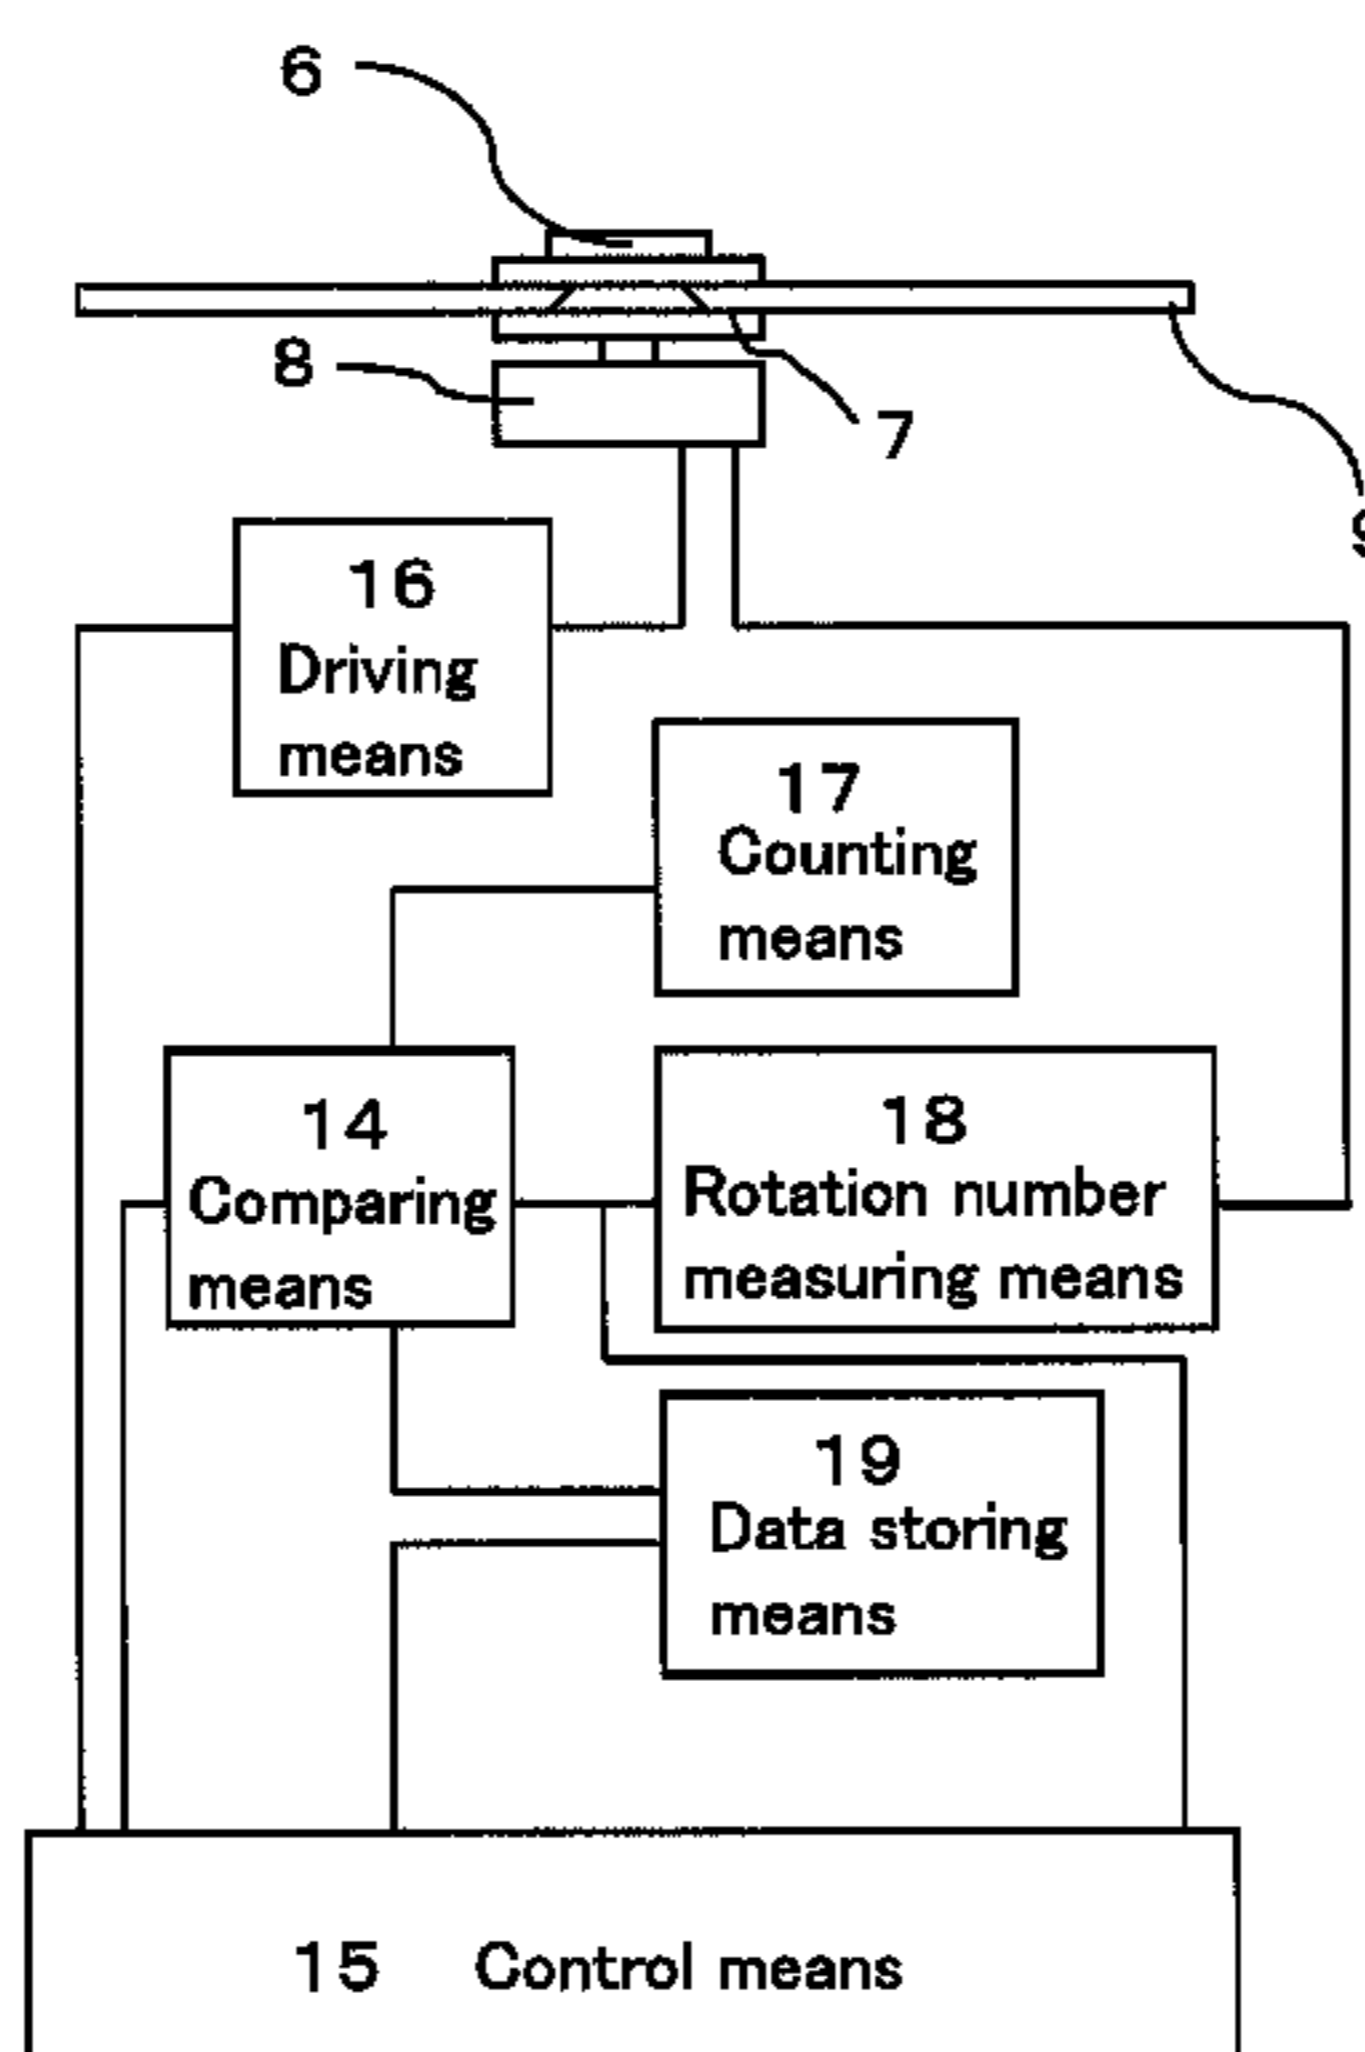 6
8
7
16
Driving
means
17
Counting
means
14
Comparing
means
18
Rotation number
measuring means
19
Data storing
means
15 Control means